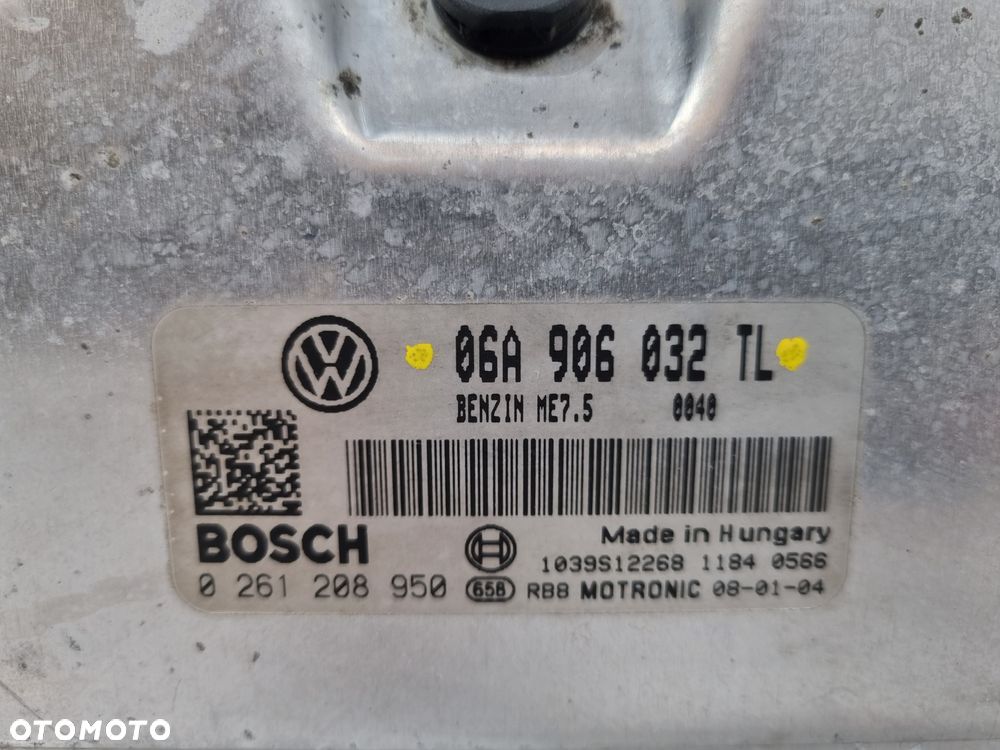 06A 906 032 TL
BENZIN ME7.5 0040
BOSCH
Made in Hungary
1039S12268 1184 0566
0 261 208 950 658 RB8 MOTRONIC 08-01-04
OTOMOTO